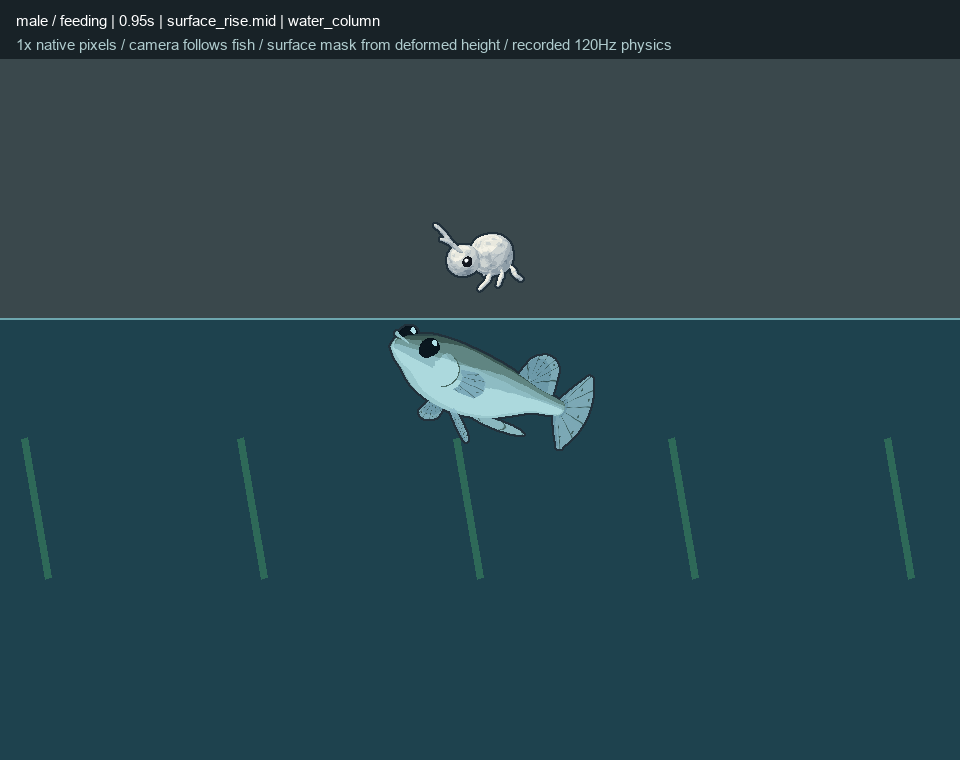 male / feeding | 0.95s | surface_rise.mid | water_column
1x native pixels / camera follows fish / surface mask from deformed height / recorded 120Hz physics